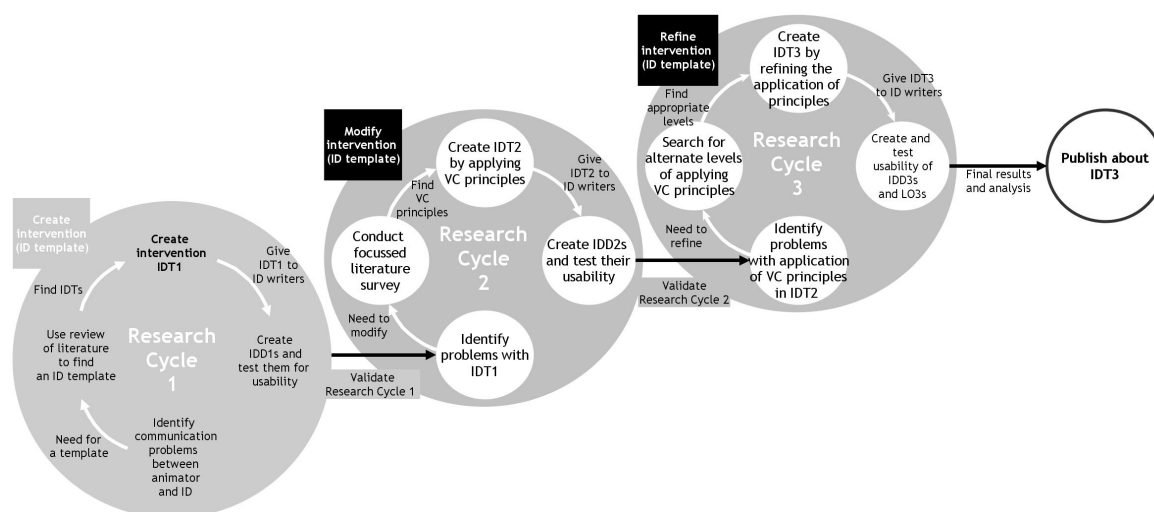 Create
intervention
(ID template)
Create
intervention
IDT1
Give
IDT1 to
ID writers
Find IDTs
Use review
of literature
to find
an ID template
Research
Cycle
1
Create
IDD1s and
test them for
usability
Need for
a template
Identify
communication
problems
between
animator
and ID
Validate
Research Cycle 1
Modify
intervention
(ID template)
Create IDT2
by applying
VC principles
Give
IDT2 to
ID writers
Find
VC
principles
Conduct
focussed
literature
survey
Research
Cycle
2
Create IDD2s
and test their
usability
Need to
modify
Identify
problems with
IDT1
Validate
Research Cycle 2
Refine
intervention
(ID template)
Create
IDT3 by
refining the
application of
principles
Give IDT3
to ID writers
Find
appropriate
levels
Search for
alternate levels
of applying
VC principles
Research
Cycle
3
Create and
test
usability of
IDD3s
and LO3s
Need to
refine
Identify
problems
with application
of VC principles
in IDT2
Final results
and analysis
Publish about
IDT3